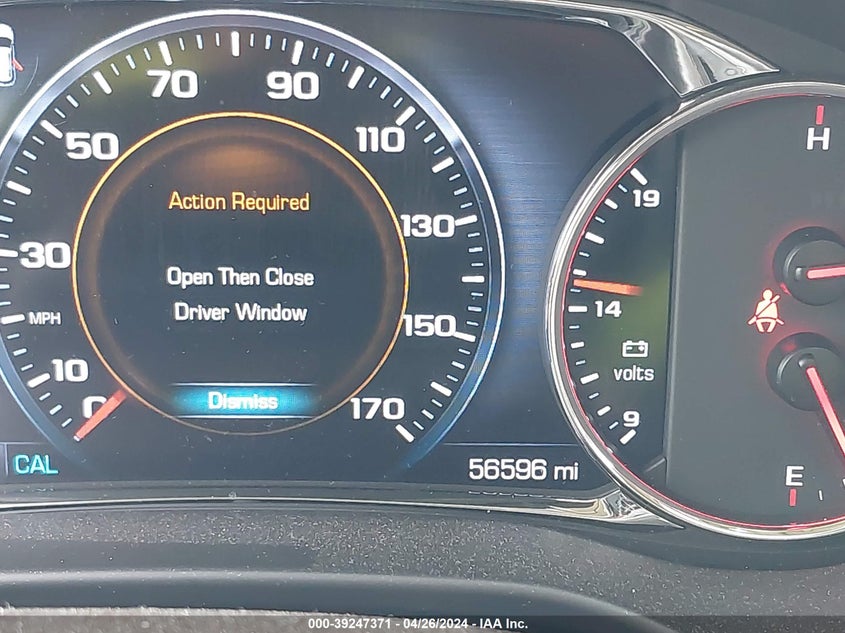 70
90
50
110
Action Required
30
130
Open Then Close
Driver Window
MPH
150
10
0
Dismiss
170
CAL
56596 mi
19
14
volts
9
H
E
000-39247371 - 04/26/2024 - IAA Inc.